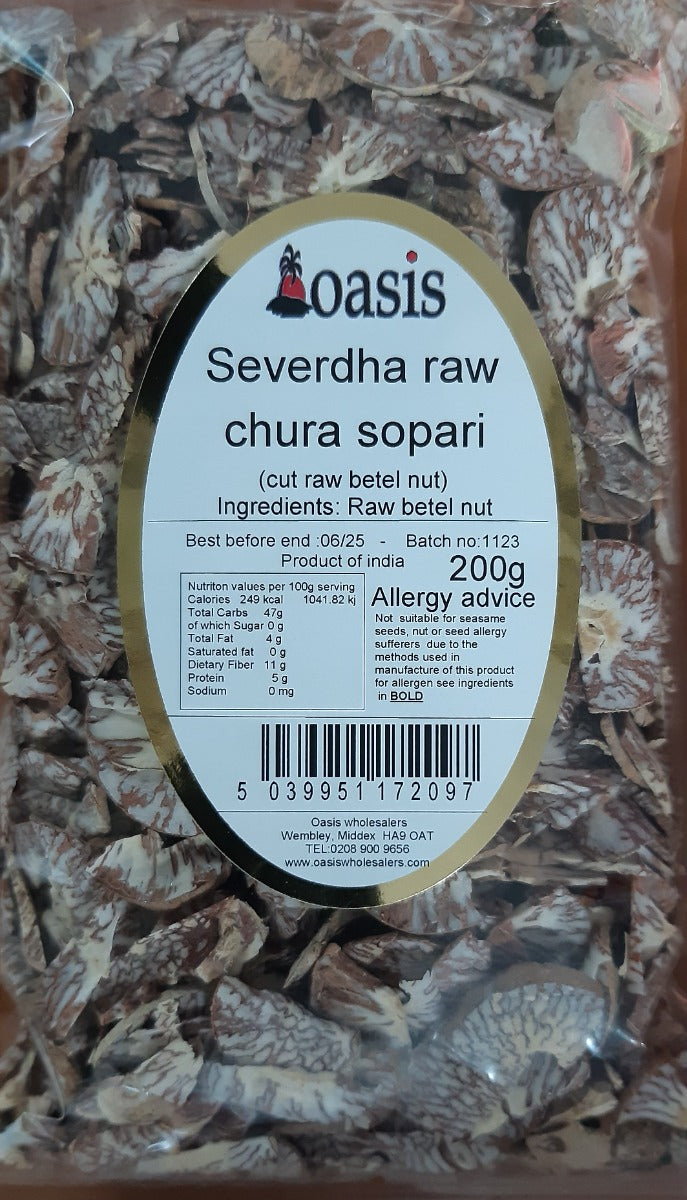 oasis
Severdha raw
chura sopari
(cut raw betel nut)
Ingredients: Raw betel nut
Best before end :06/25 - Batch no:1123
Product of india
200g
Nutriton values per 100g serving
Calories 249 kcal 1041.82 kj
Total Carbs 47g
of which Sugar 0 g
Total Fat 4 g
Saturated fat 0 g
Dietary Fiber 11 g
Protein 5 g
Sodium 0 mg
Allergy advice
Not suitable for seasame
seeds, nut or seed allergy
sufferers due to the
methods used in
manufacture of this product
for allergen see ingredients
in BOLD
5 039951 172097
Oasis wholesalers
Wembley, Middex HA9 OAT
TEL:0208 900 9656
www.oasiswholesalers.com